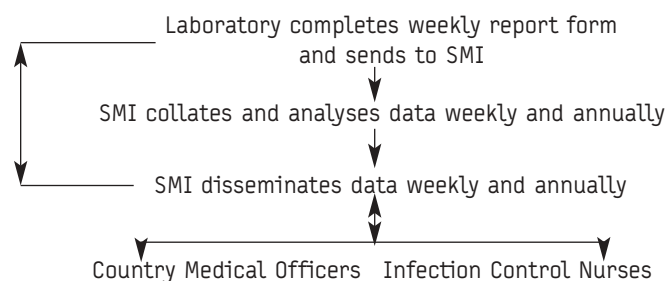 Laboratory completes weekly report form
and sends to SMI
SMI collates and analyses data weekly and annually
SMI disseminates data weekly and annually
Country Medical Officers Infection Control Nurses